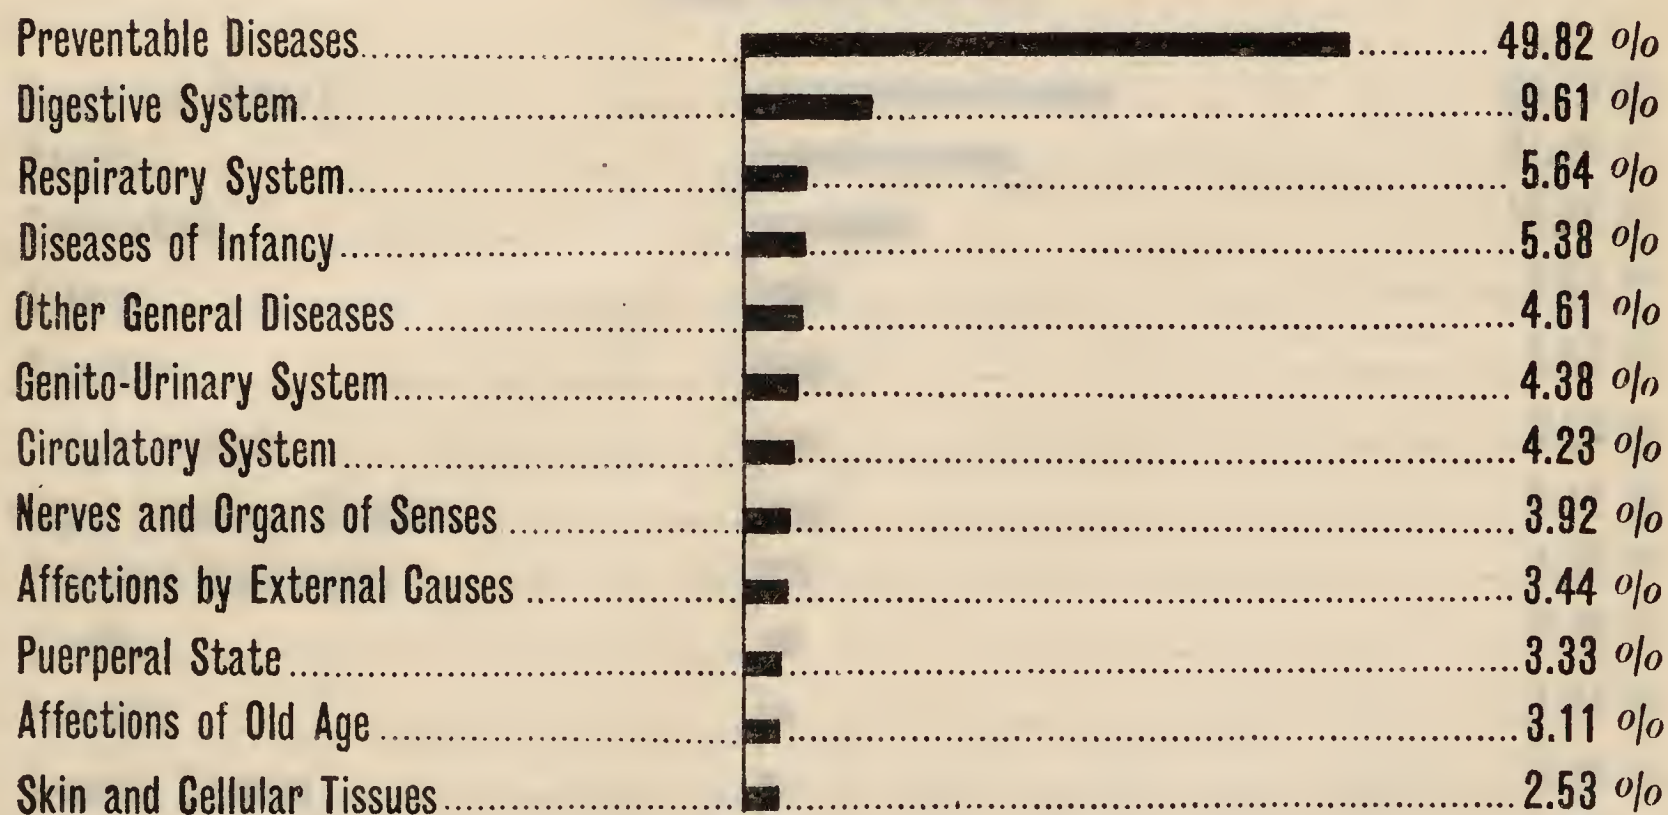 Preventable Diseases 49.82 %
Digestive System 9.61 %
Respiratory System 5.64 %
Diseases of Infancy 5.38 %
Other General Diseases 4.61 %
Genito-Urinary System 4.38 %
Circulatory System 4.23 %
Nerves and Organs of Senses 3.92 %
Affections by External Causes 3.44 %
Puerperal State 3.33 %
Affections of Old Age 3.11 %
Skin and Cellular Tissues 2.53 %